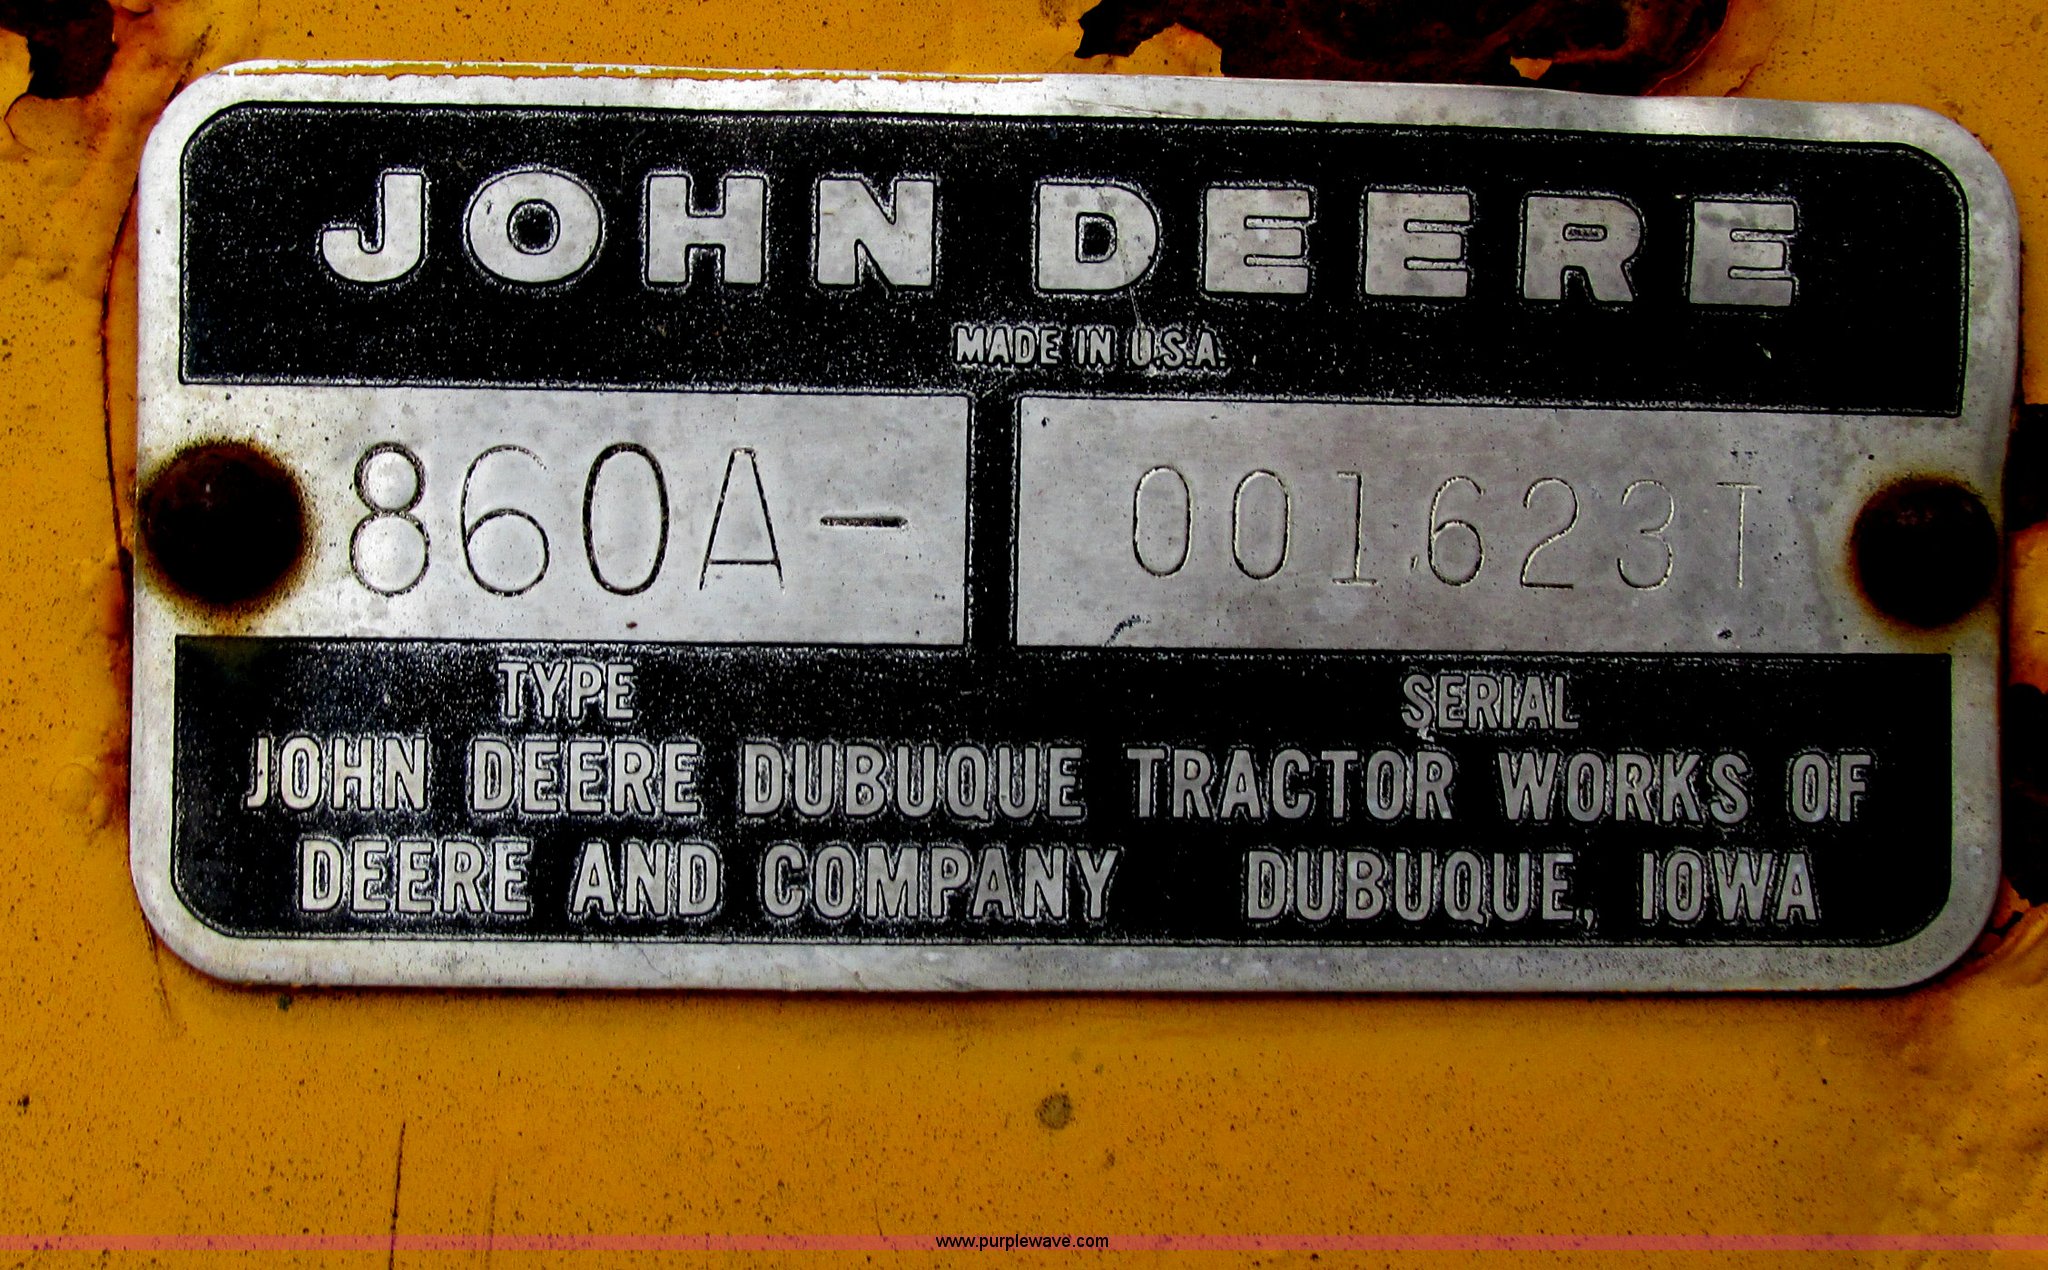 JOHN DEERE
MADE IN U.S.A.
860A- 001623T
TYPE SERIAL
JOHN DEERE DUBUQUE TRACTOR WORKS OF
DEERE AND COMPANY DUBUQUE, IOWA
www.purplewave.com